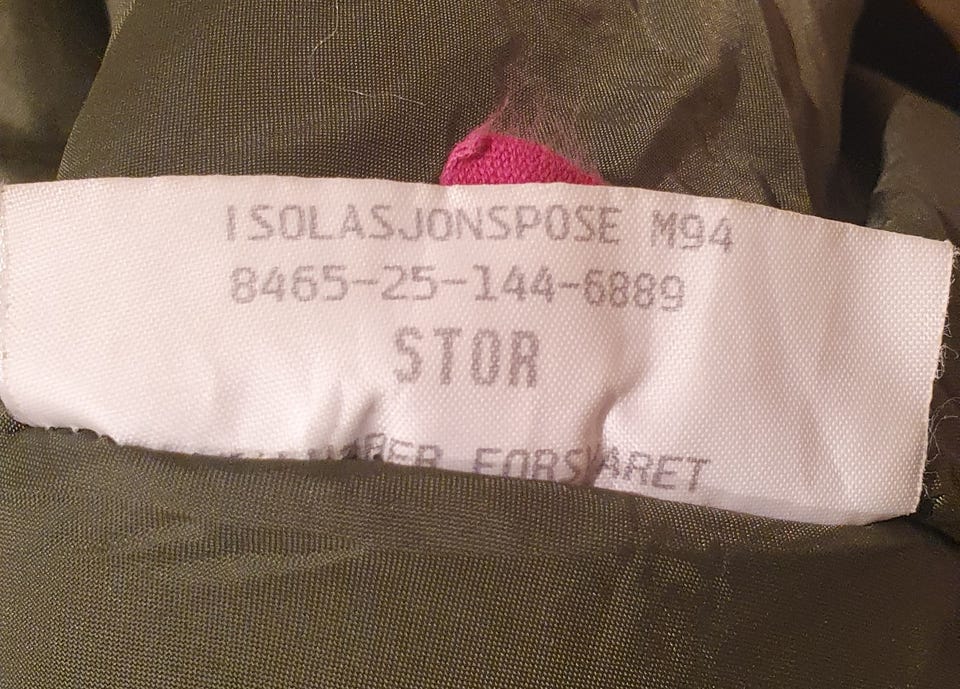 ISOLASJONSPOSE M94
8465-25-144-6889
STOR
FORSVARET